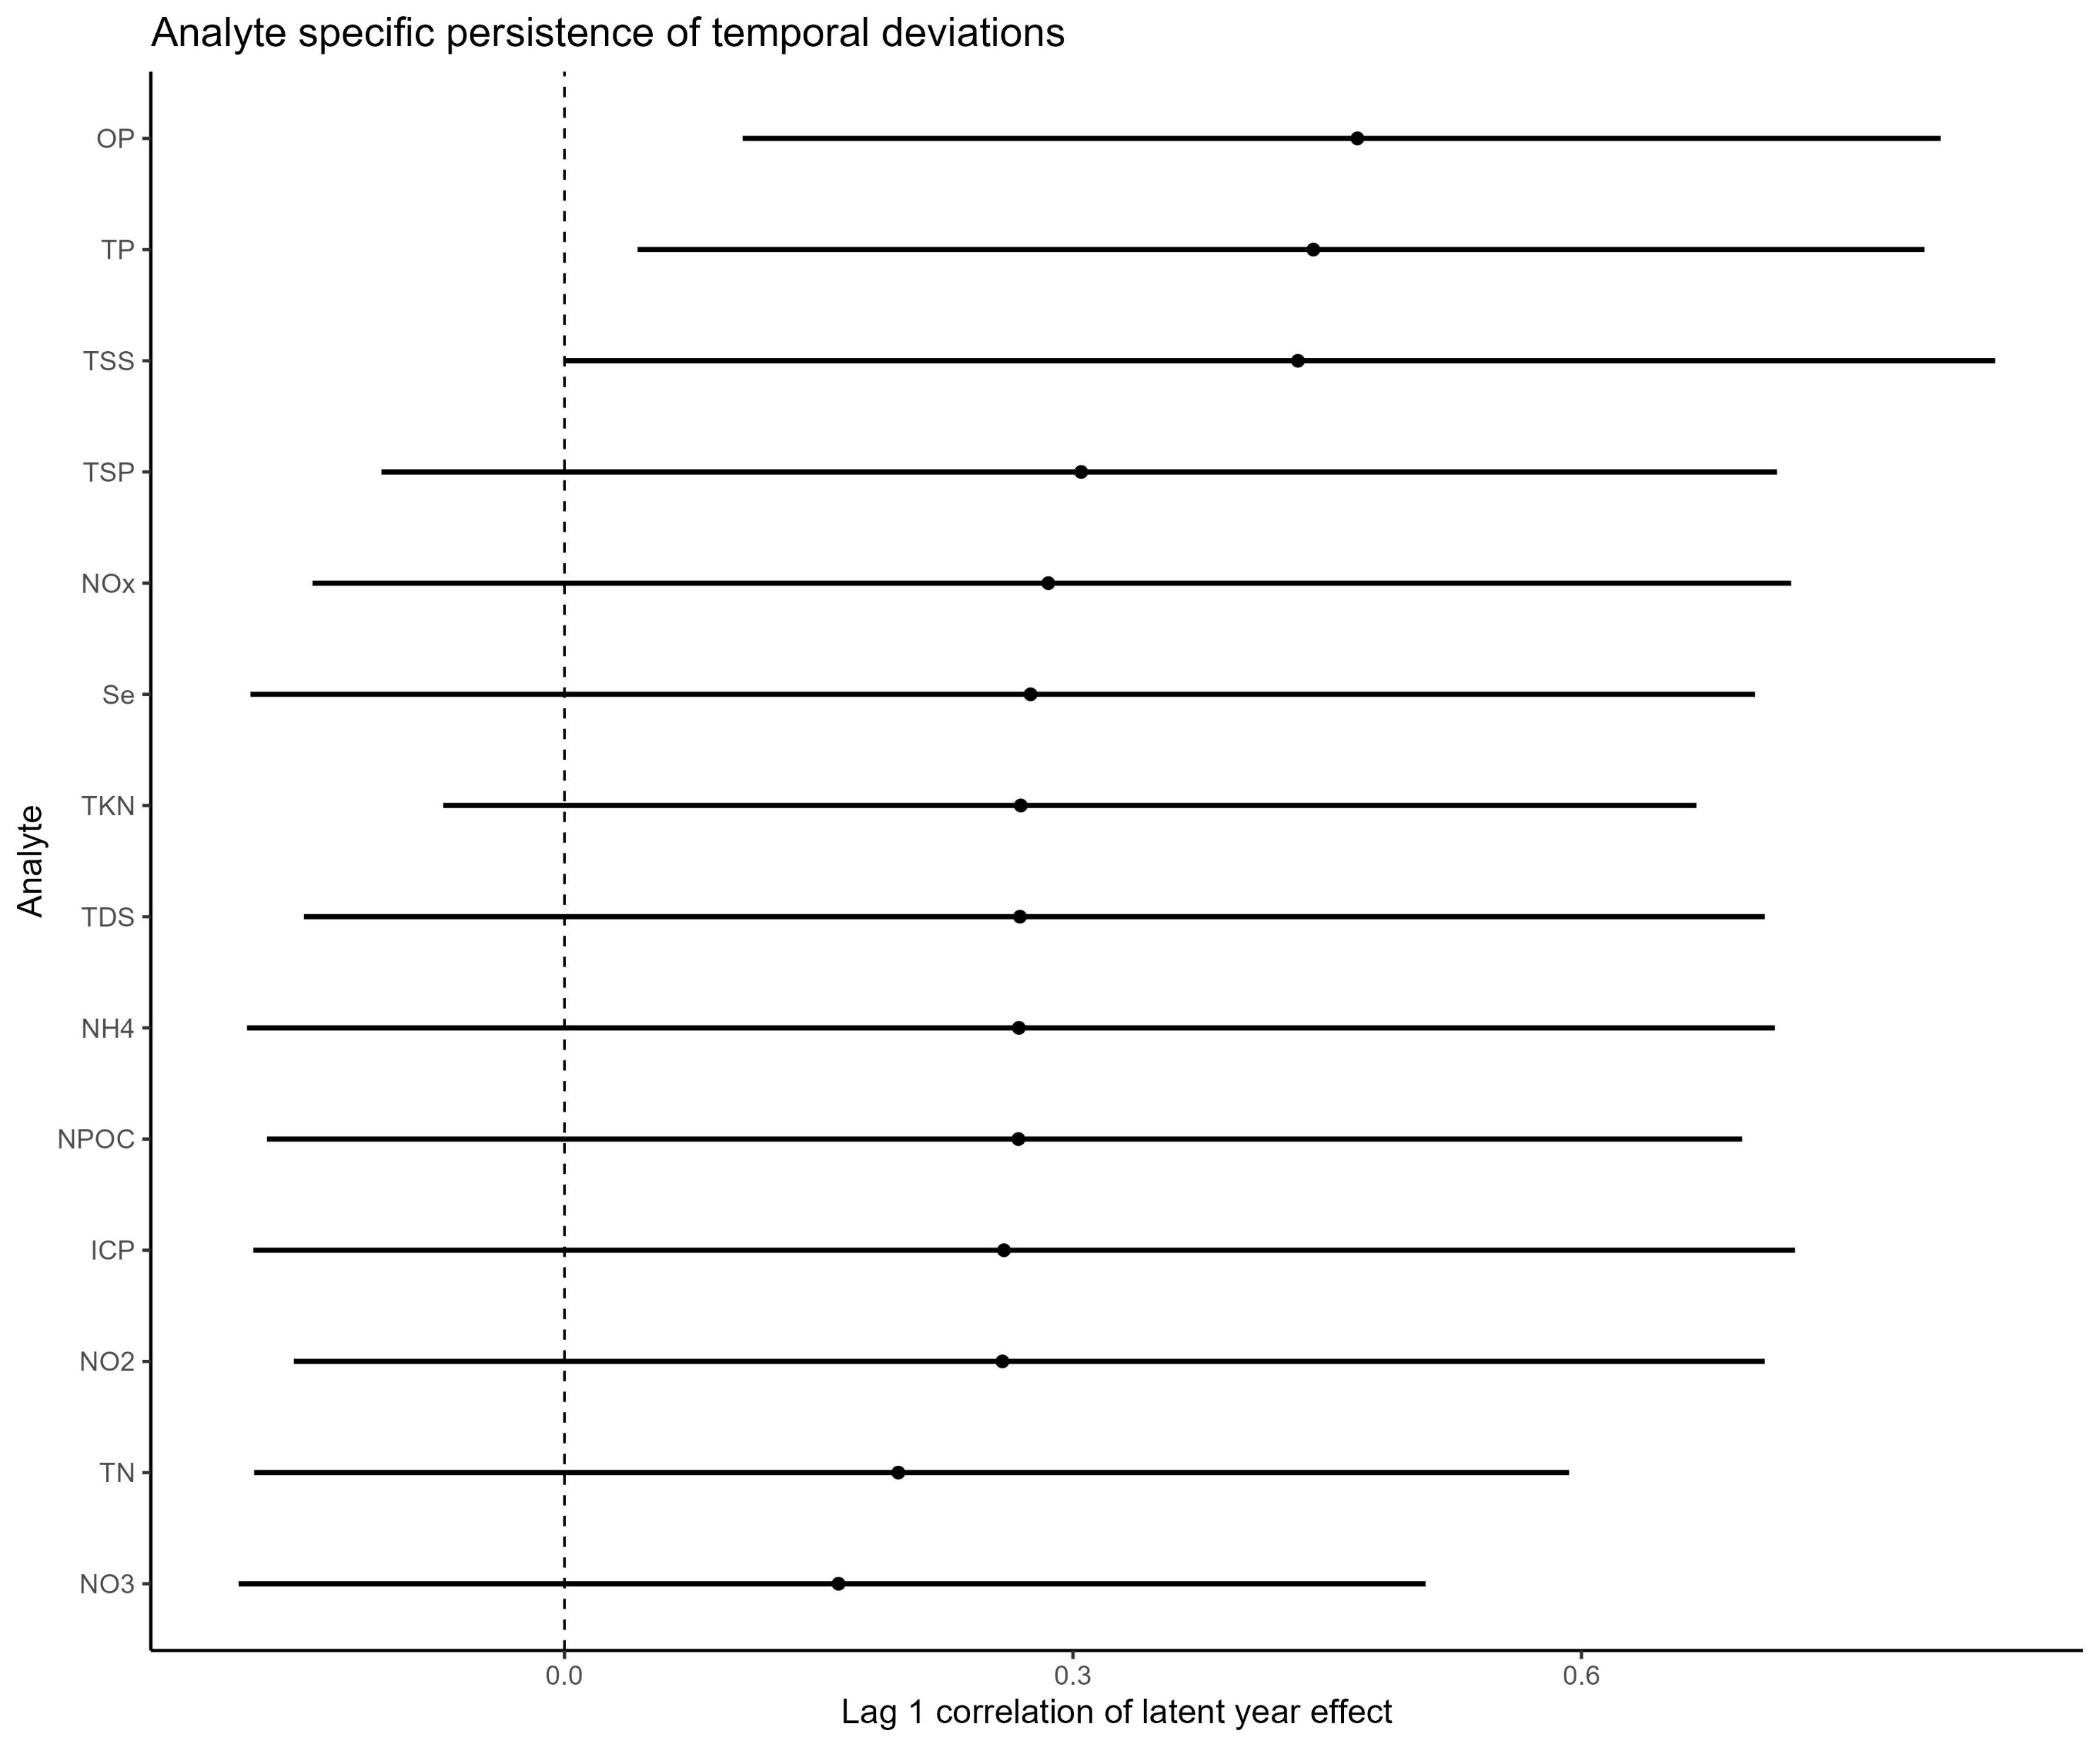 Analyte specific persistence of temporal deviations
OP
TP
TSS
TSP
NOx
Se
TKN
TDS
NH4
NPOC
ICP
NO2
TN
NO3
Analyte
0.0 0.3 0.6
Lag 1 correlation of latent year effect